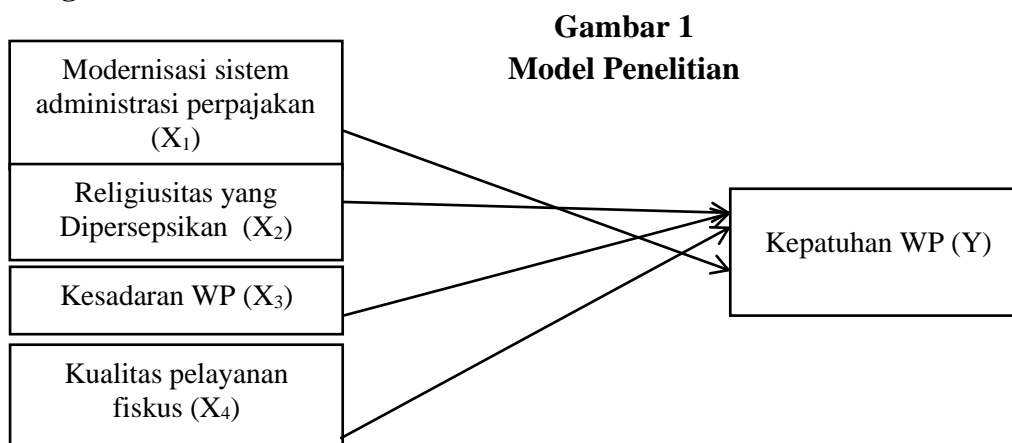 Gambar 1
Model Penelitian
Modernisasi sistem
administrasi perpajakan
(X₁)
Religiusitas yang
Dipersepsikan (X₂)
Kesadaran WP (X₃)
Kualitas pelayanan
fiskus (X₄)
Kepatuhan WP (Y)